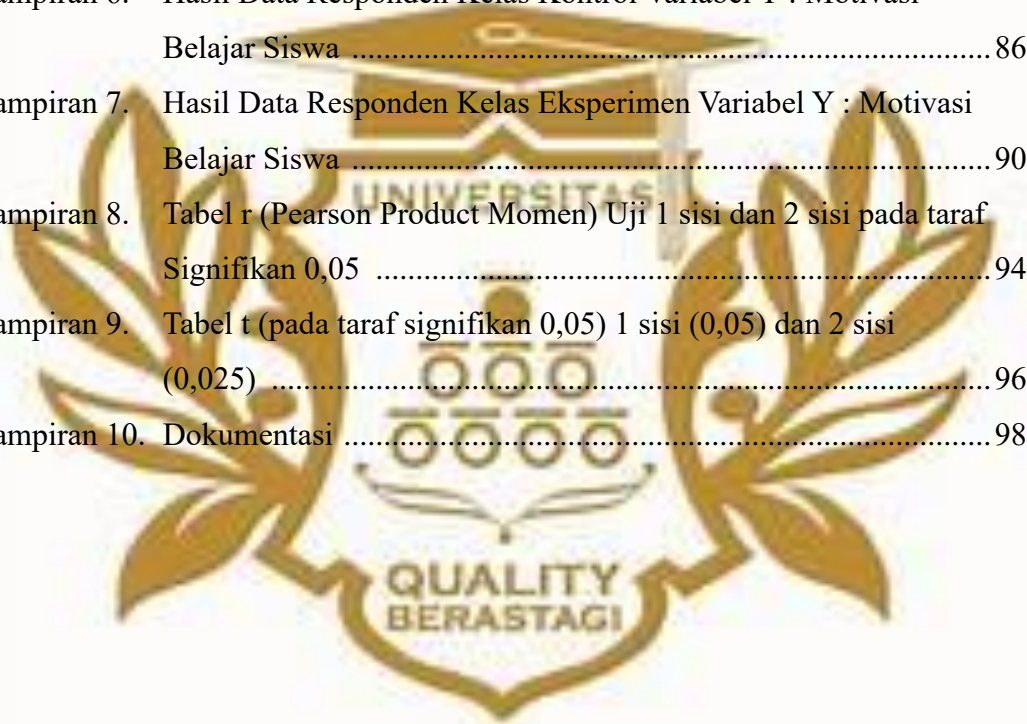 ampiran 6. Hasil Data Responden Kelas Kontrol Variabel Y : Motivasi
Belajar Siswa ........................................................................ 86
ampiran 7. Hasil Data Responden Kelas Eksperimen Variabel Y : Motivasi
Belajar Siswa ........................................................................ 90
UNIVERSITAS
ampiran 8. Tabel r (Pearson Product Momen) Uji 1 sisi dan 2 sisi pada taraf
Signifikan 0,05 ..................................................................... 94
ampiran 9. Tabel t (pada taraf signifikan 0,05) 1 sisi (0,05) dan 2 sisi
(0,025) ................................................................................ 96
ampiran 10. Dokumentasi ........................................................................ 98
QUALITY
BERASTAGI